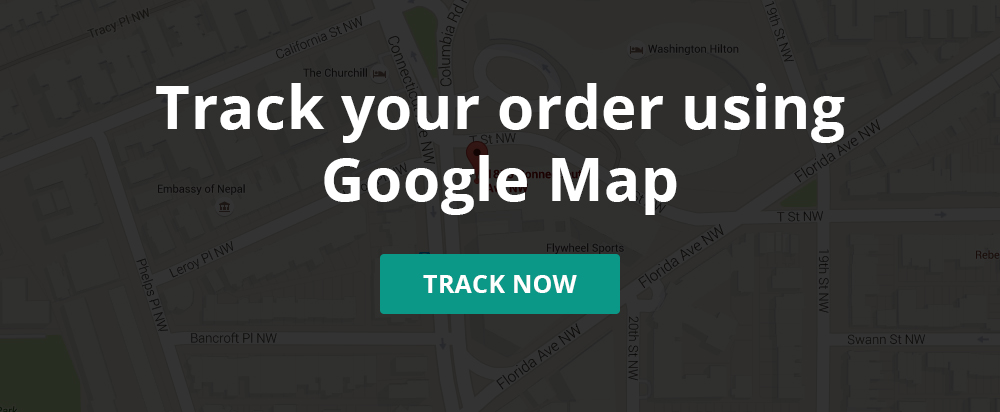 Tracy Pl NW
California St NW
Columbia Rd
19th St NW
Washington Hilton
The Churchill
Track your order using
T St NW
Google Map
Florida Ave NW
Embassy of Nepal
T St NW
Leroy Pl NW
Flywheel Sports
Florida Ave NW
Phelps Pl NW
19th St NW
TRACK NOW
Bancroft Pl NW
20th St NW
Swann St NW
Florida Ave NW